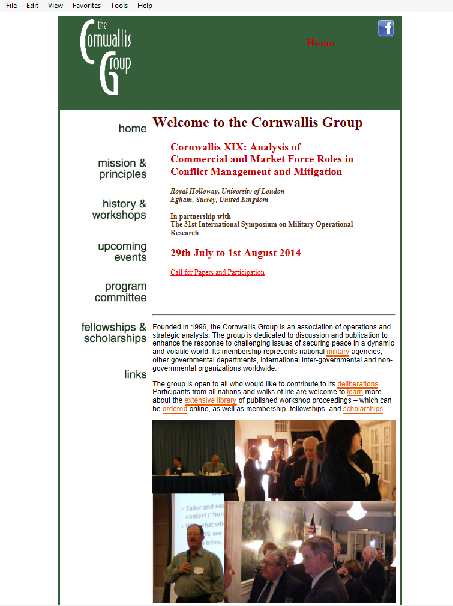 File Edit View Favorites Tools Help
the
Cornwallis
Group
Home
home
mission &
principles
history &
workshops
upcoming
events
program
committee
fellowships &
scholarships
links
Welcome to the Cornwallis Group
Cornwallis XIX: Analysis of
Commercial and Market Force Roles in
Conflict Management and Mitigation
Royal Holloway, University of London
Egham, Surrey, United Kingdom
In partnership with
The 31st International Symposium on Military Operational
Research
29th July to 1st August 2014
Call for Papers and Participation
Founded in 1996, the Cornwallis Group is an association of operations and
strategic analysts. The group is dedicated to discussion and publication to
enhance the response to challenging issues of securing peace in a dynamic
and volatile world. Its membership represents national military agencies,
other governmental departments, international inter-governmental and non-
governmental organizations worldwide.
The group is open to all who would like to contribute to its deliberations.
Participants from all nations and walks of life are welcome to learn more
about the extensive library of published workshop proceedings – which can
be ordered online, as well as membership, fellowships, and scholarships.
• Tailor and